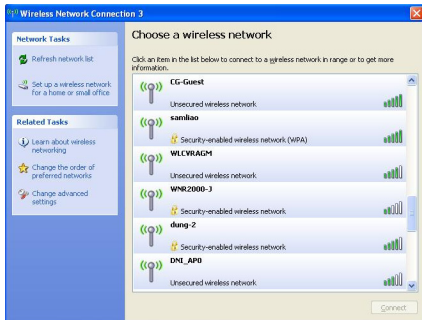 Wireless Network Connection 3
Network Tasks
Refresh network list
Set up a wireless network
for a home or small office
Related Tasks
Learn about wireless
networking
Change the order of
preferred networks
Change advanced
settings
Choose a wireless network
Click an item in the list below to connect to a wireless network in range or to get more
information.
CG-Guest
Unsecured wireless network
samliao
Security-enabled wireless network (WPA)
WLCVRAGM
Unsecured wireless network
WNR2000-J
Security-enabled wireless network
dung-2
Security-enabled wireless network
DNI_AP0
Unsecured wireless network
Connect